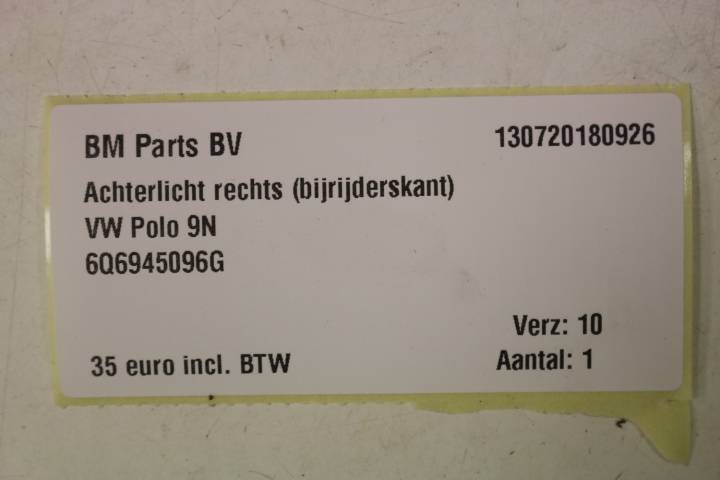 BM Parts BV 130720180926
Achterlicht rechts (bijrijderskant)
VW Polo 9N
6Q6945096G
Verz: 10
35 euro incl. BTW Aantal: 1